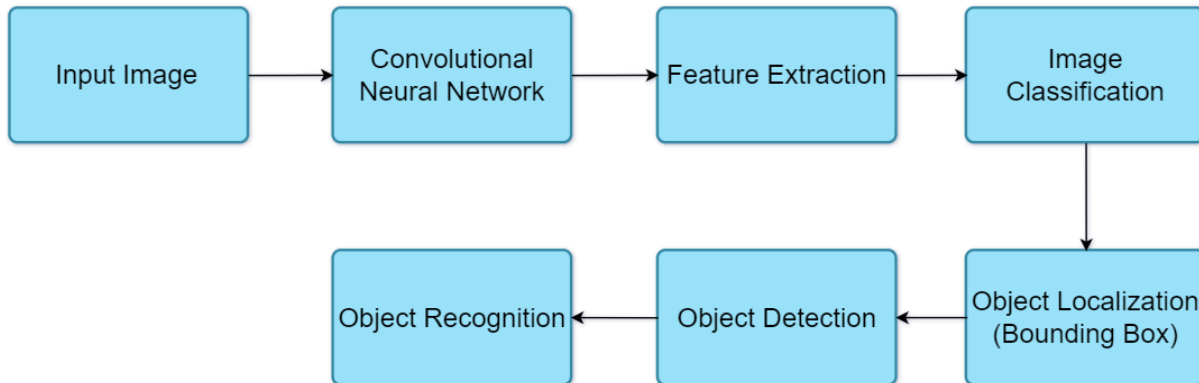 Input Image
Convolutional
Neural Network
Feature Extraction
Image
Classification
Object Localization
(Bounding Box)
Object Detection
Object Recognition